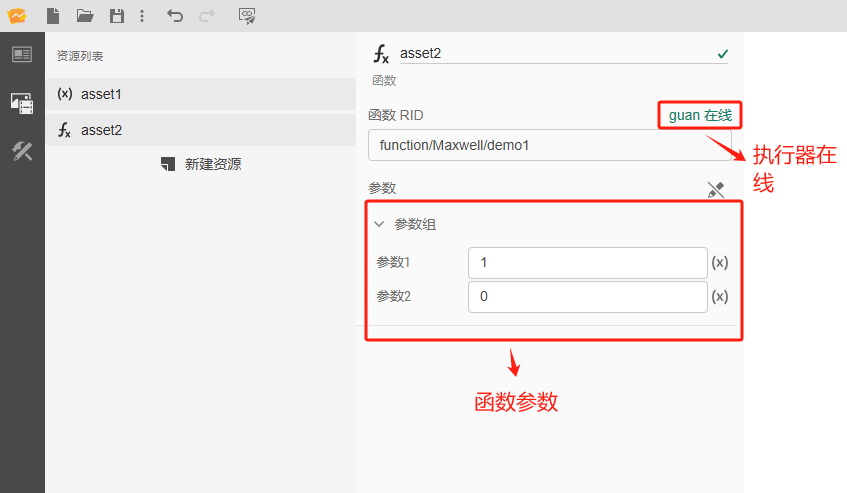 资源列表
(x) asset1
fx asset2
新建资源
fx asset2
函数
函数 RID
guan 在线
function/Maxwell/demo1
执行器在
线
参数
参数组
参数1
1
(x)
参数2
0
(x)
函数参数